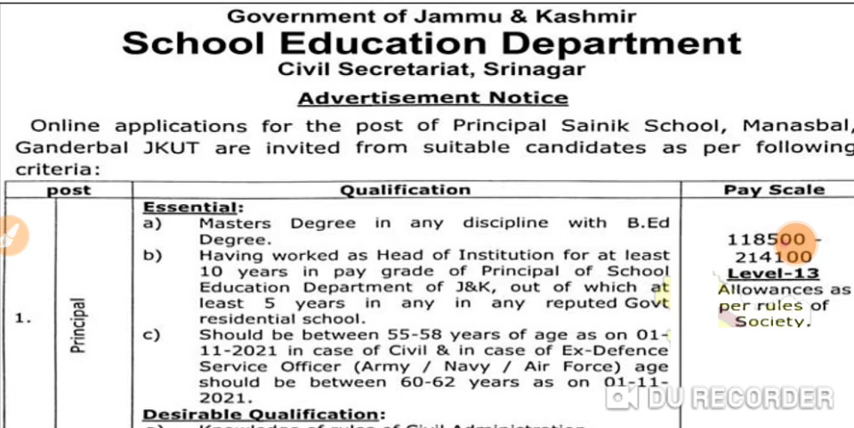 Government of Jammu & Kashmir
School Education Department
Civil Secretariat, Srinagar
Advertisement Notice
Online applications for the post of Principal Sainik School, Manasbal,
Ganderbal JKUT are invited from suitable candidates as per following
criteria:
post Qualification Pay Scale
1. Principal
Essential:
a) Masters Degree in any discipline with B.Ed
Degree.
b) Having worked as Head of Institution for at least
10 years in pay grade of Principal of School
Education Department of J&K, out of which at
least 5 years in any in any reputed Govt
residential school.
c) Should be between 55-58 years of age as on 01-
11-2021 in case of Civil & in case of Ex-Defence
Service Officer (Army / Navy / Air Force) age
should be between 60-62 years as on 01-11-
2021.
Desirable Qualification:
a) Knowledge of rules of Civil Administration
118500 -
214100
Level-13
Allowances as
per rules of
Society.
DU RECORDER